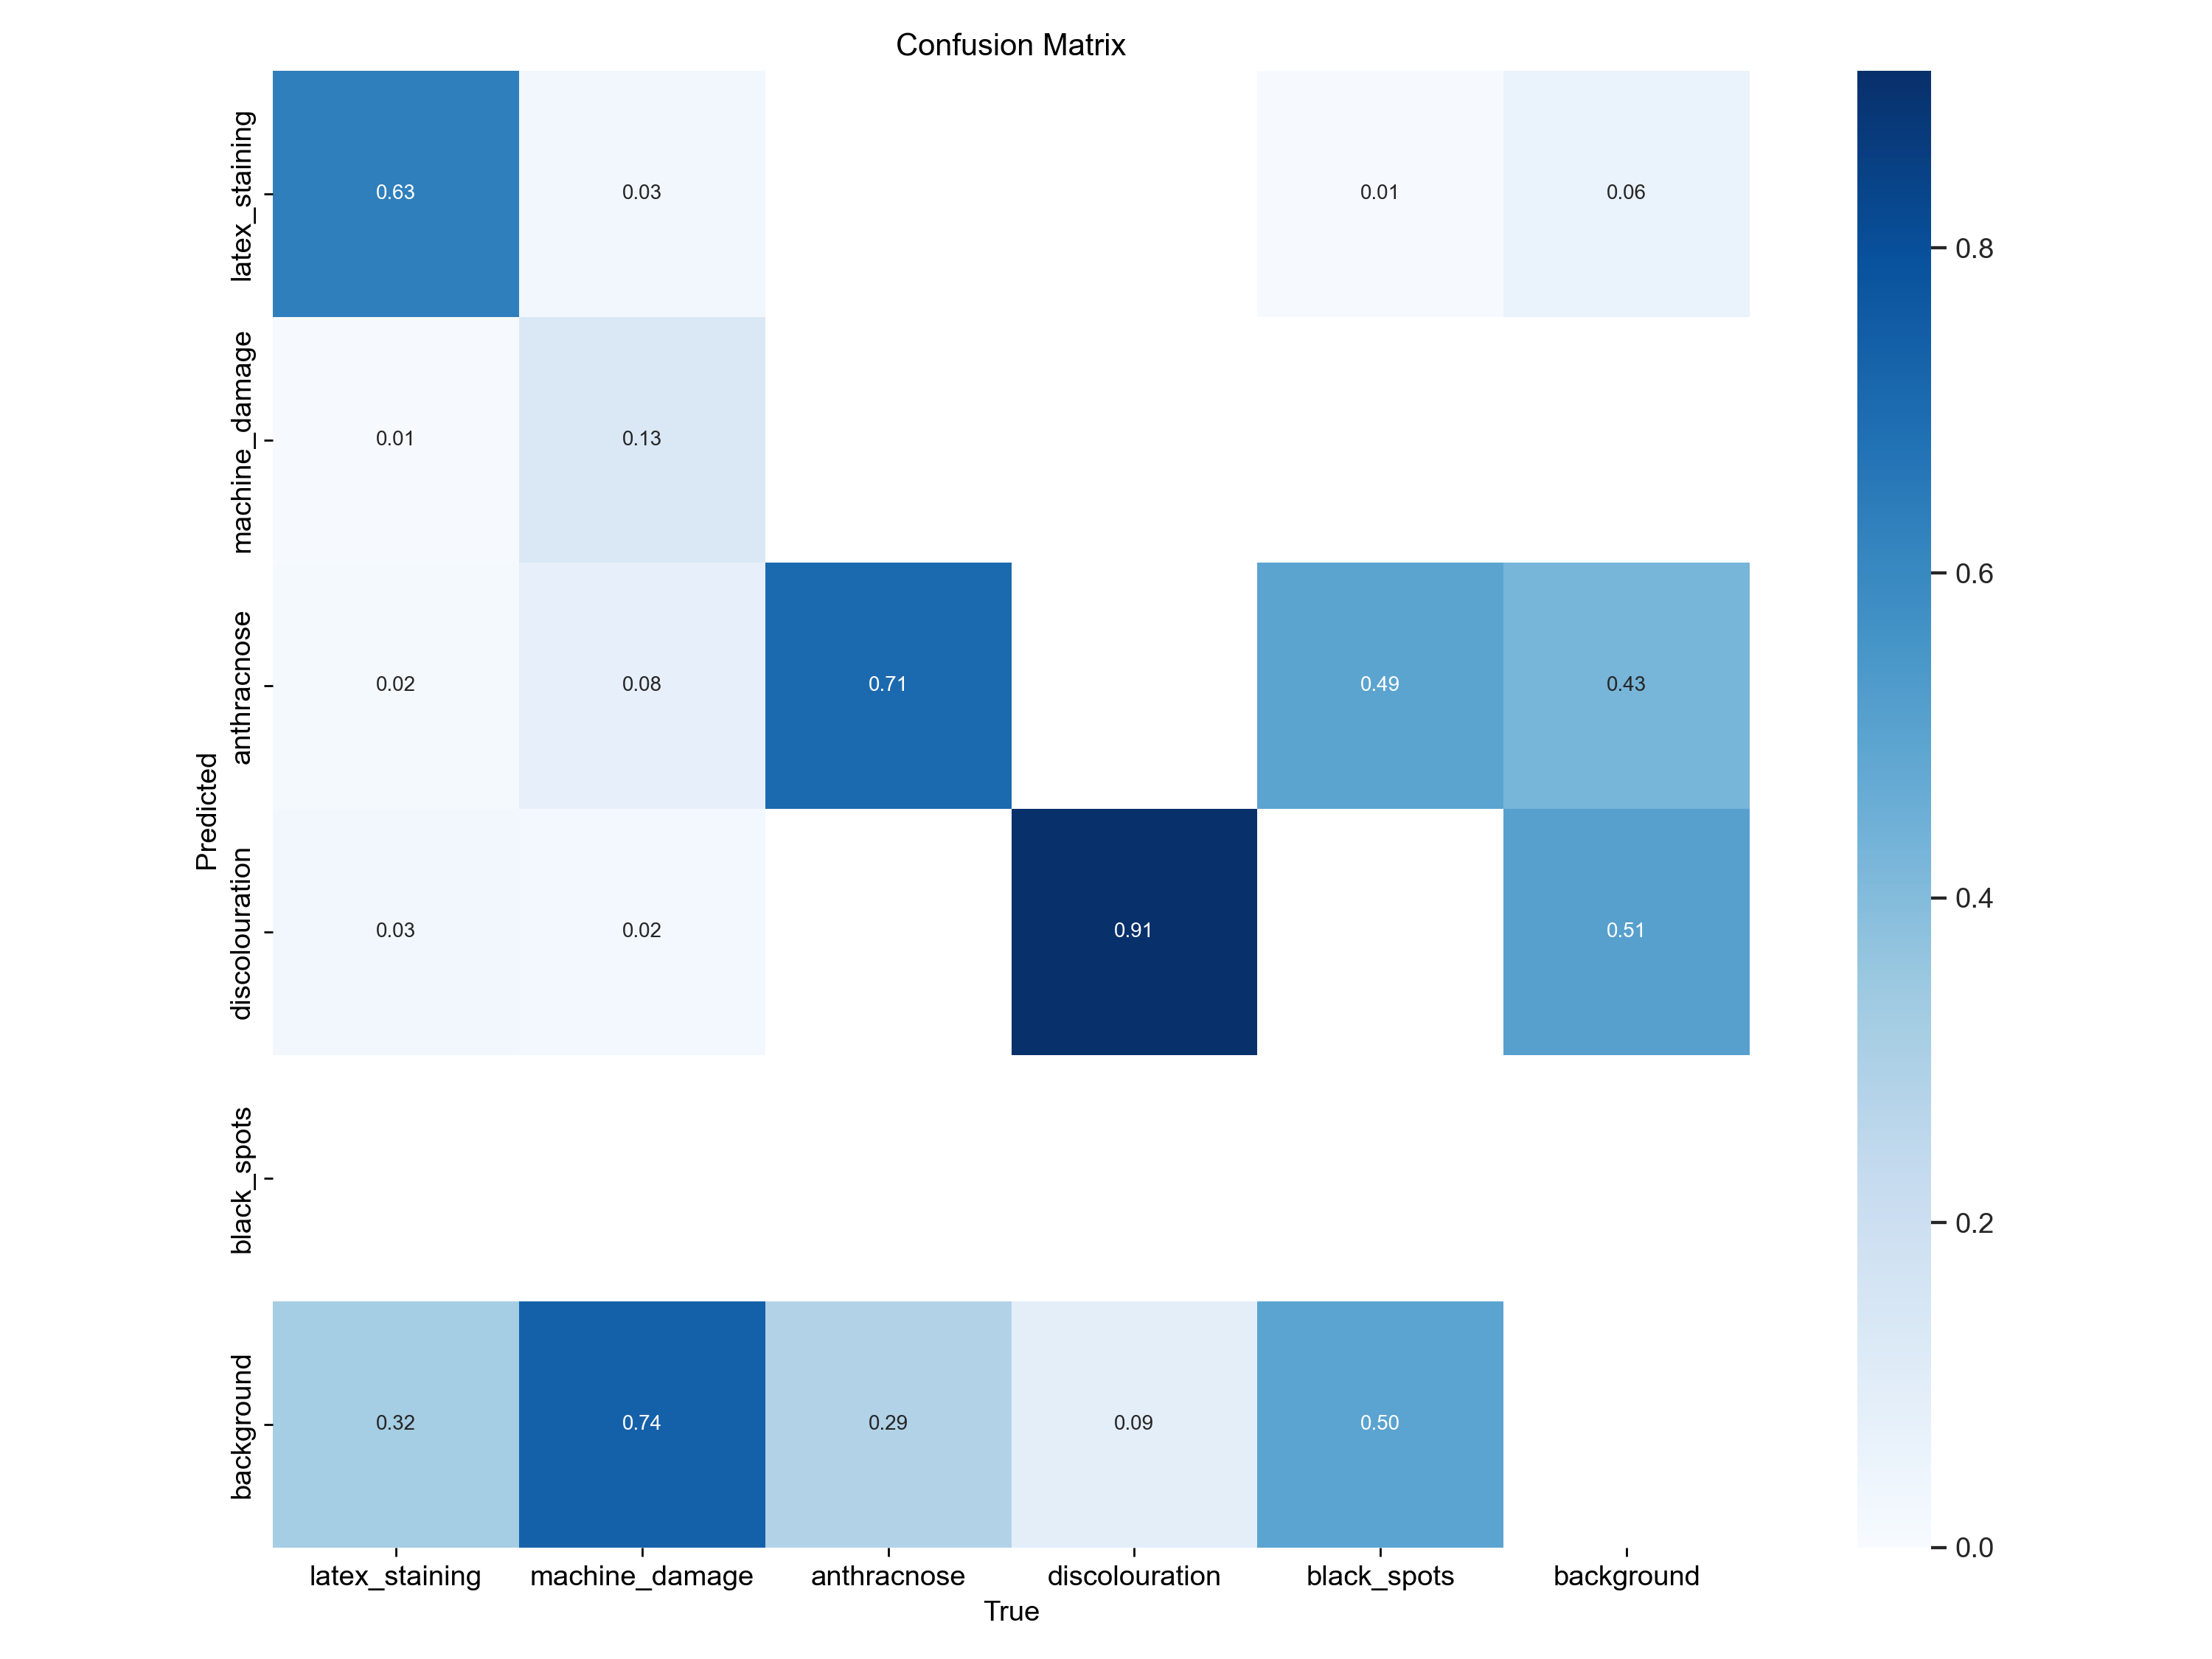 Confusion Matrix
Predicted
latex_staining
0.63
0.03
0.01
0.06
machine_damage
0.01
0.13
anthracnose
0.02
0.08
0.71
0.49
0.43
discolouration
0.03
0.02
0.91
0.51
black_spots
background
0.32
0.74
0.29
0.09
0.50
latex_staining
machine_damage
anthracnose
discolouration
black_spots
background
True
0.8
0.6
0.4
0.2
0.0